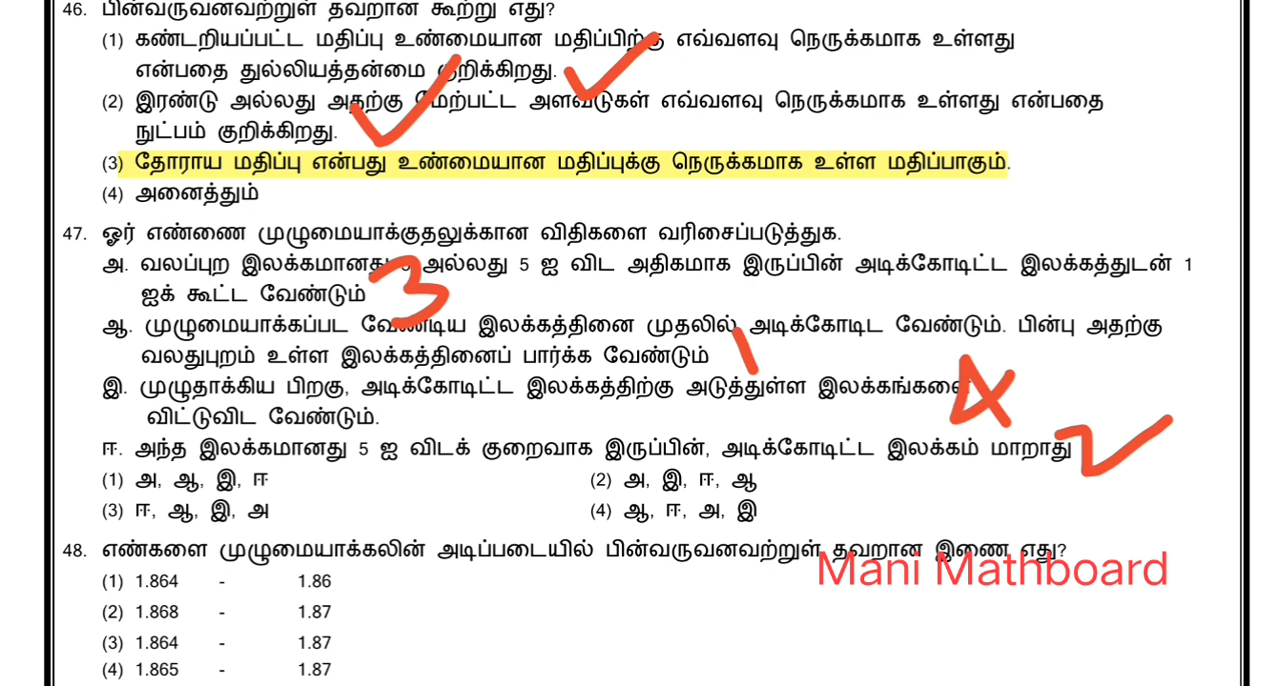 46. பின்வருவனவற்றுள் தவறான கூற்று எது?
(1) கண்டறியப்பட்ட மதிப்பு உண்மையான மதிப்பிற்கு எவ்வளவு நெருக்கமாக உள்ளது
என்பதை துல்லியத்தன்மை குறிக்கிறது.
(2) இரண்டு அல்லது அதற்கு மேற்பட்ட அளவீடுகள் எவ்வளவு நெருக்கமாக உள்ளது என்பதை
நுட்பம் குறிக்கிறது.
(3) தோராய மதிப்பு என்பது உண்மையான மதிப்புக்கு நெருக்கமாக உள்ள மதிப்பாகும்.
(4) அனைத்தும்
47. ஓர் எண்ணை முழுமையாக்குதலுக்கான விதிகளை வரிசைப்படுத்துக.
அ. வலப்புற இலக்கமானது அல்லது 5 ஐ விட அதிகமாக இருப்பின் அடிக்கோடிட்ட இலக்கத்துடன் 1
ஐக் கூட்ட வேண்டும்
3
ஆ. முழுமையாக்கப்பட வேண்டிய இலக்கத்தினை முதலில் அடிக்கோடிட வேண்டும். பின்பு அதற்கு
வலதுபுறம் உள்ள இலக்கத்தினைப் பார்க்க வேண்டும்
1
இ. முழுதாக்கிய பிறகு, அடிக்கோடிட்ட இலக்கத்திற்கு அடுத்துள்ள இலக்கங்களை
விட்டுவிட வேண்டும்.
4
ஈ. அந்த இலக்கமானது 5 ஐ விடக் குறைவாக இருப்பின், அடிக்கோடிட்ட இலக்கம் மாறாது
2
(1) அ, ஆ, இ, ஈ (2) அ, இ, ஈ, ஆ
(3) ஈ, ஆ, இ, அ (4) ஆ, ஈ, அ, இ
48. எண்களை முழுமையாக்கலின் அடிப்படையில் பின்வருவனவற்றுள் தவறான இணை எது?
Mani Mathboard
(1) 1.864 - 1.86
(2) 1.868 - 1.87
(3) 1.864 - 1.87
(4) 1.865 - 1.87